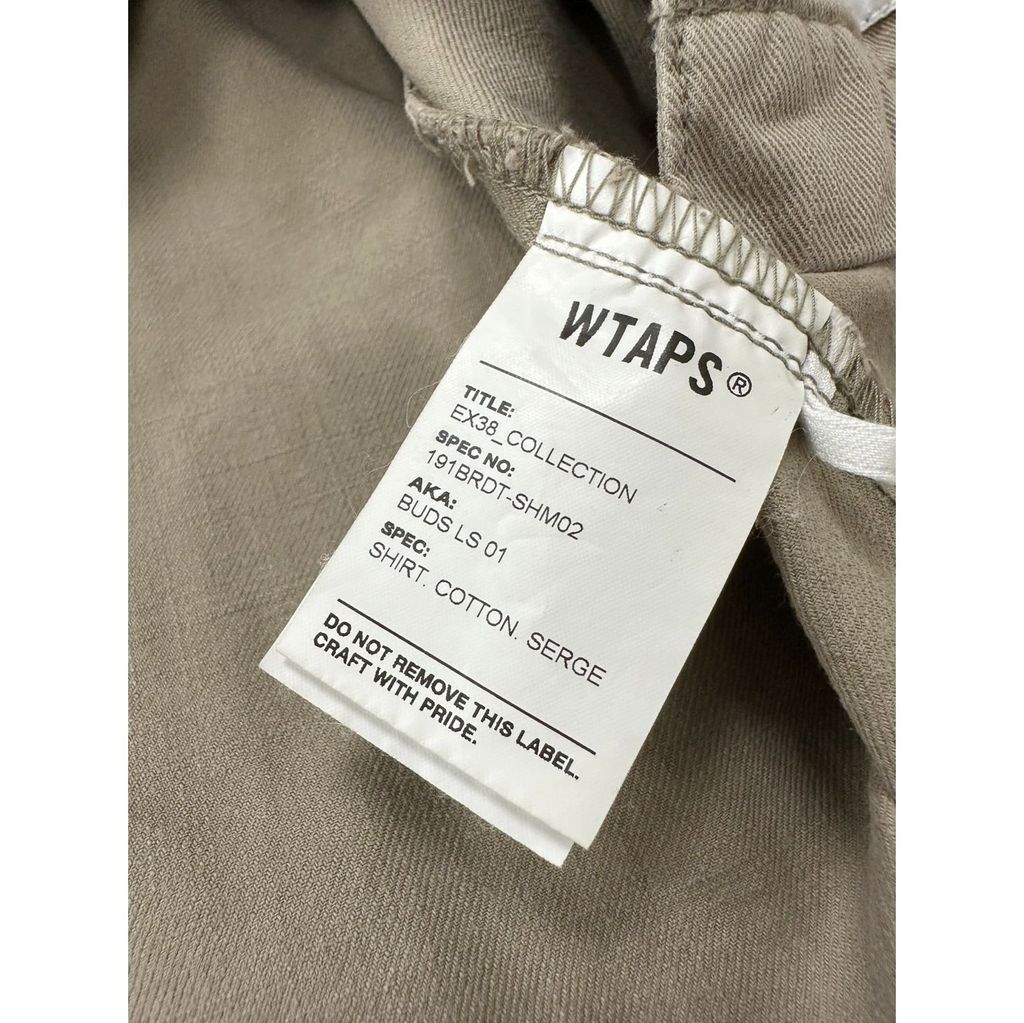 WTAPS®
TITLE:
EX38_COLLECTION
SPEC NO:
191BRDT-SHM02
AKA:
BUDS LS 01
SPEC:
SHIRT. COTTON. SERGE
DO NOT REMOVE THIS LABEL.
CRAFT WITH PRIDE.